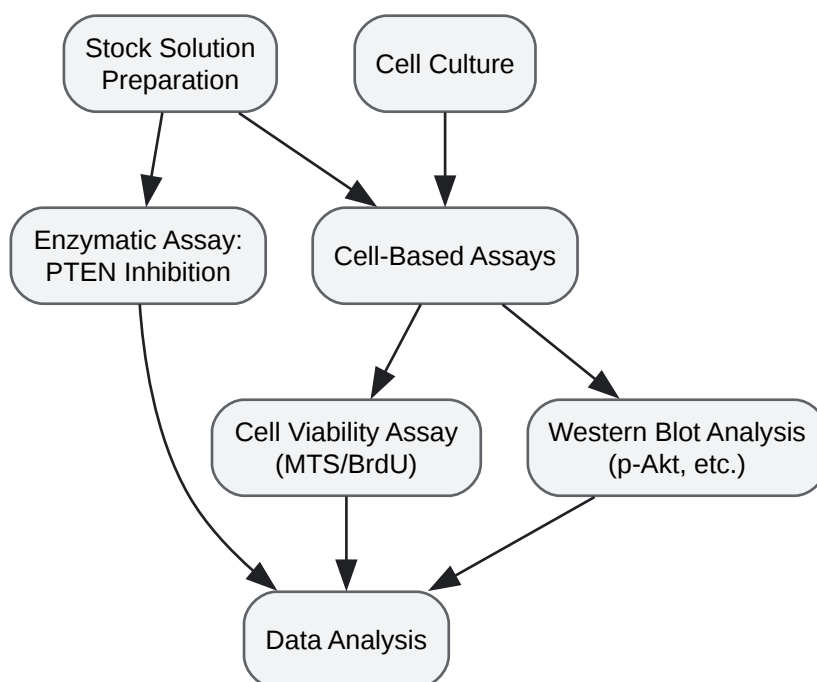 Stock Solution
Preparation
Cell Culture
Enzymatic Assay:
PTEN Inhibition
Cell-Based Assays
Cell Viability Assay
(MTS/BrdU)
Western Blot Analysis
(p-Akt, etc.)
Data Analysis